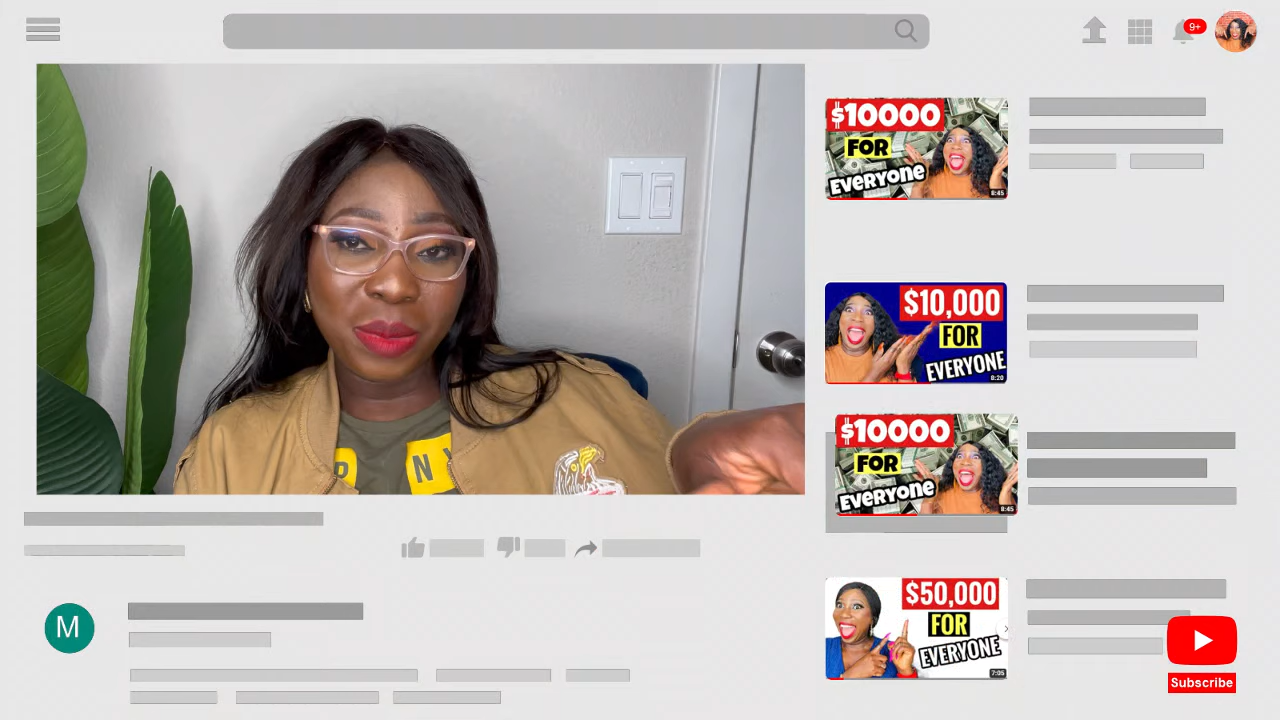 9+
$10000
FOR
EVERYONE
8:45
$10,000
FOR
EVERYONE
8:20
$10000
FOR
EVERYONE
8:45
$50,000
FOR
EVERYONE
7:05
N
M
Subscribe